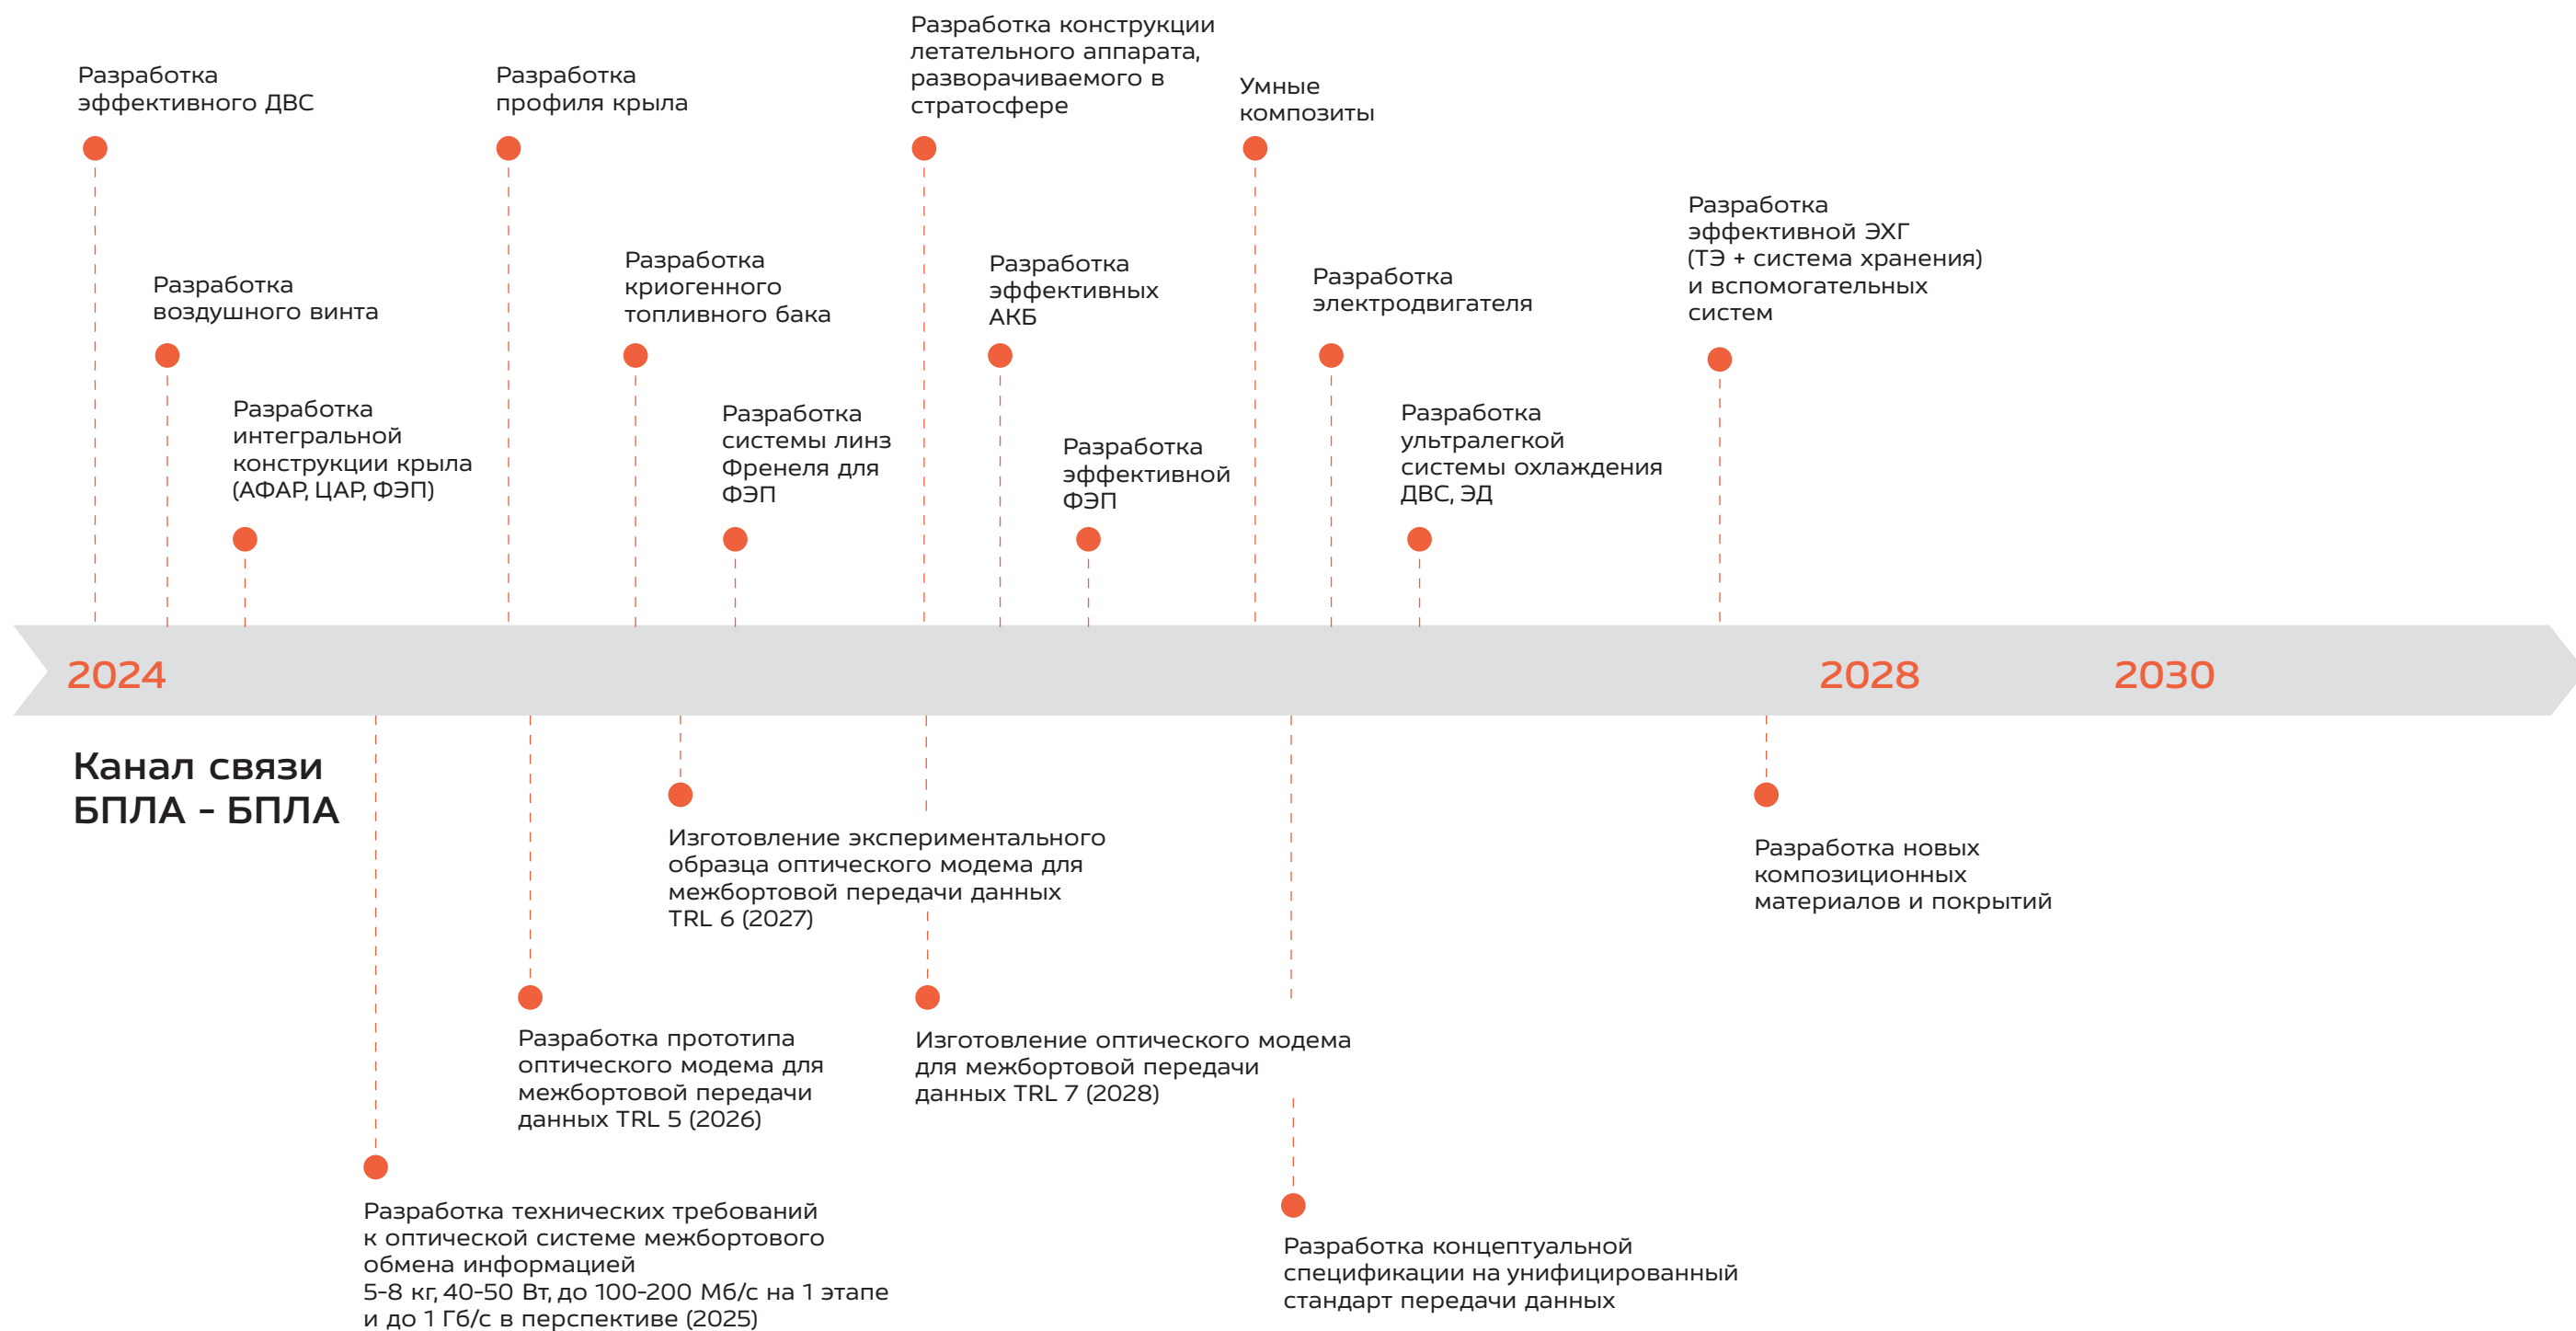 Разработка
эффективного ДВС
Разработка
воздушного винта
Разработка
интегральной
конструкции крыла
(АФАР, ЦАР, ФЭП)
Разработка
профиля крыла
Разработка
криогенного
топливного бака
Разработка
системы линз
Френеля для
ФЭП
Разработка конструкции
летательного аппарата,
разворачиваемого в
стратосфере
Разработка
эффективных
АКБ
Разработка
эффективной
ФЭП
Умные
композиты
Разработка
электродвигателя
Разработка
ультралегкой
системы охлаждения
ДВС, ЭД
Разработка
эффективной ЭХГ
(ТЭ + система хранения)
и вспомогательных
систем
2024
2028
2030
Канал связи
БПЛА - БПЛА
Разработка технических требований
к оптической системе межбортового
обмена информацией
5-8 кг, 40-50 Вт, до 100-200 Мб/с на 1 этапе
и до 1 Гб/с в перспективе (2025)
Разработка прототипа
оптического модема для
межбортовой передачи
данных TRL 5 (2026)
Изготовление экспериментального
образца оптического модема для
межбортовой передачи данных
TRL 6 (2027)
Изготовление оптического модема
для межбортовой передачи
данных TRL 7 (2028)
Разработка концептуальной
спецификации на унифицированный
стандарт передачи данных
Разработка новых
композиционных
материалов и покрытий